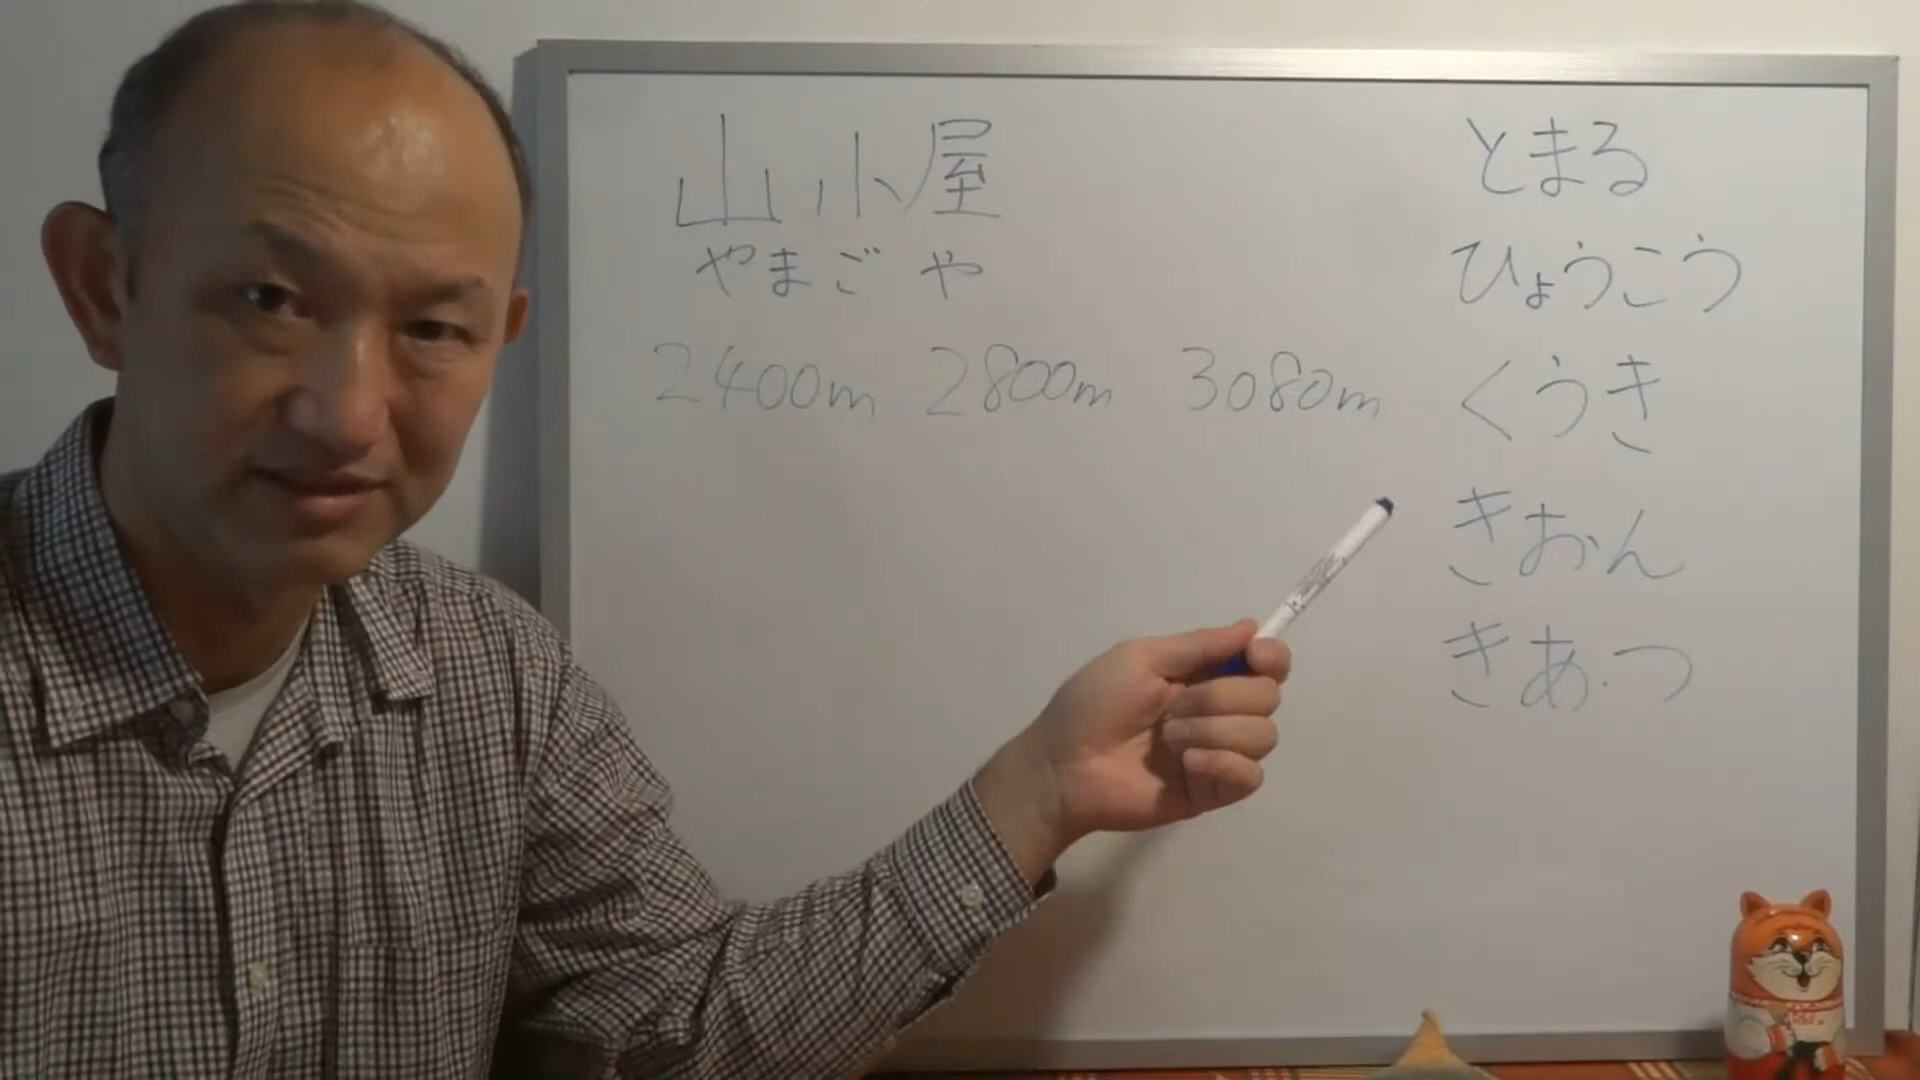 山小屋
やまごや
2400m 2800m 3080m
とまる
ひょうこう
くうき
きおん
きあつ